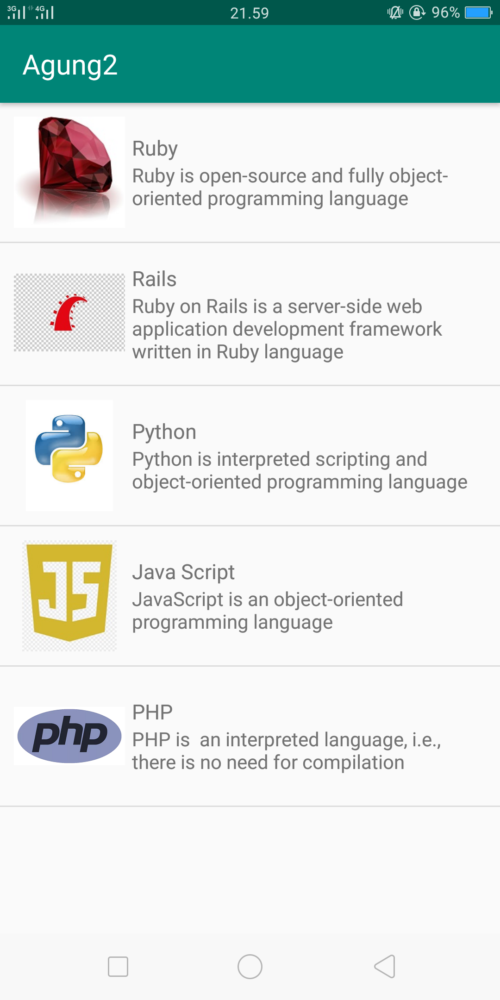 3G 4G 21.59 96%
Agung2
Ruby
Ruby is open-source and fully object-
oriented programming language
Rails
Ruby on Rails is a server-side web
application development framework
written in Ruby language
Python
Python is interpreted scripting and
object-oriented programming language
JS
Java Script
JavaScript is an object-oriented
programming language
php
PHP
PHP is  an interpreted language, i.e.,
there is no need for compilation